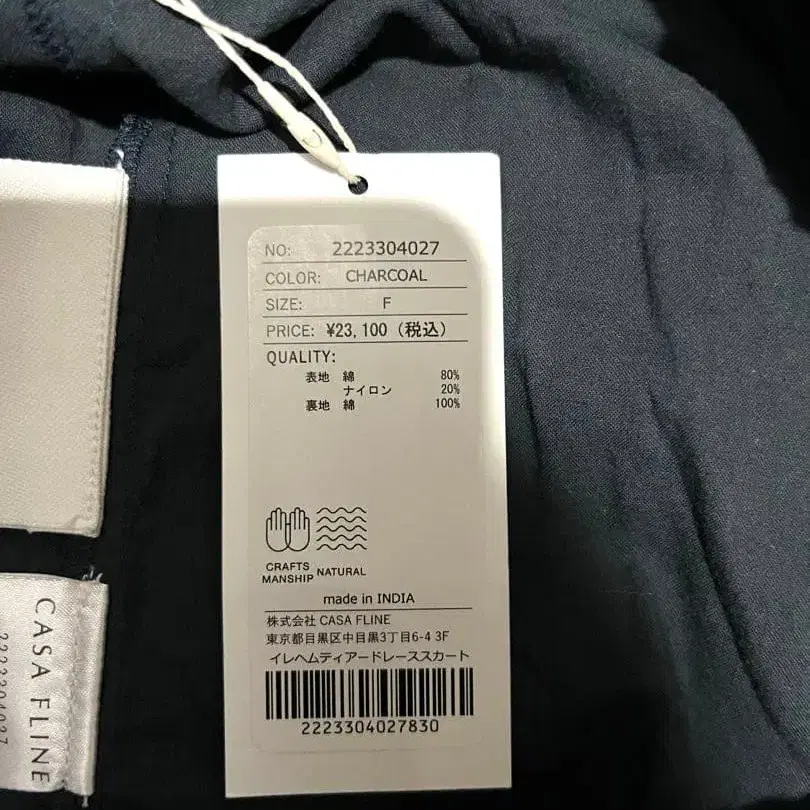 NO: 2223304027
COLOR: CHARCOAL
SIZE: F
PRICE: ¥23,100 (税込)
QUALITY:
表地 綿 80%
ナイロン 20%
裏地 綿 100%
CRAFTS
MANSHIP NATURAL
made in INDIA
株式会社 CASA FLINE
東京都目黒区中目黒3丁目6-4 3F
イレヘムティアードレーススカート
2223304027830
CASA FLINE
2223304027